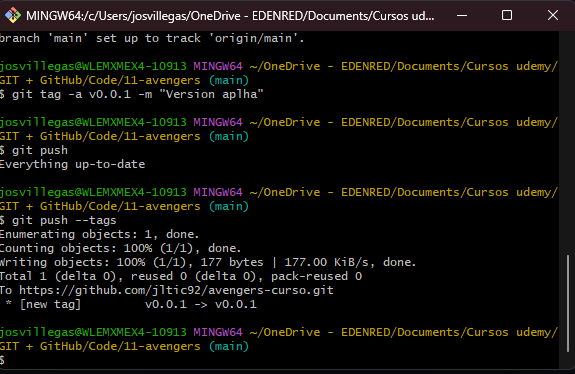 MINGW64:/c/Users/josvillegas/OneDrive - EDENRED/Documents/Cursos ud...
branch 'main' set up to track 'origin/main'.
josvillegas@WLEMXMEX4-10913 MINGW64 ~/OneDrive - EDENRED/Documents/Cursos udemy/
GIT + GitHub/Code/11-avengers (main)
$ git tag -a v0.0.1 -m "Version aplha"
josvillegas@WLEMXMEX4-10913 MINGW64 ~/OneDrive - EDENRED/Documents/Cursos udemy/
GIT + GitHub/Code/11-avengers (main)
$ git push
Everything up-to-date
josvillegas@WLEMXMEX4-10913 MINGW64 ~/OneDrive - EDENRED/Documents/Cursos udemy/
GIT + GitHub/Code/11-avengers (main)
$ git push --tags
Enumerating objects: 1, done.
Counting objects: 100% (1/1), done.
Writing objects: 100% (1/1), 177 bytes | 177.00 KiB/s, done.
Total 1 (delta 0), reused 0 (delta 0), pack-reused 0
To https://github.com/jltic92/avengers-curso.git
 * [new tag]         v0.0.1 -> v0.0.1
josvillegas@WLEMXMEX4-10913 MINGW64 ~/OneDrive - EDENRED/Documents/Cursos udemy/
GIT + GitHub/Code/11-avengers (main)
$